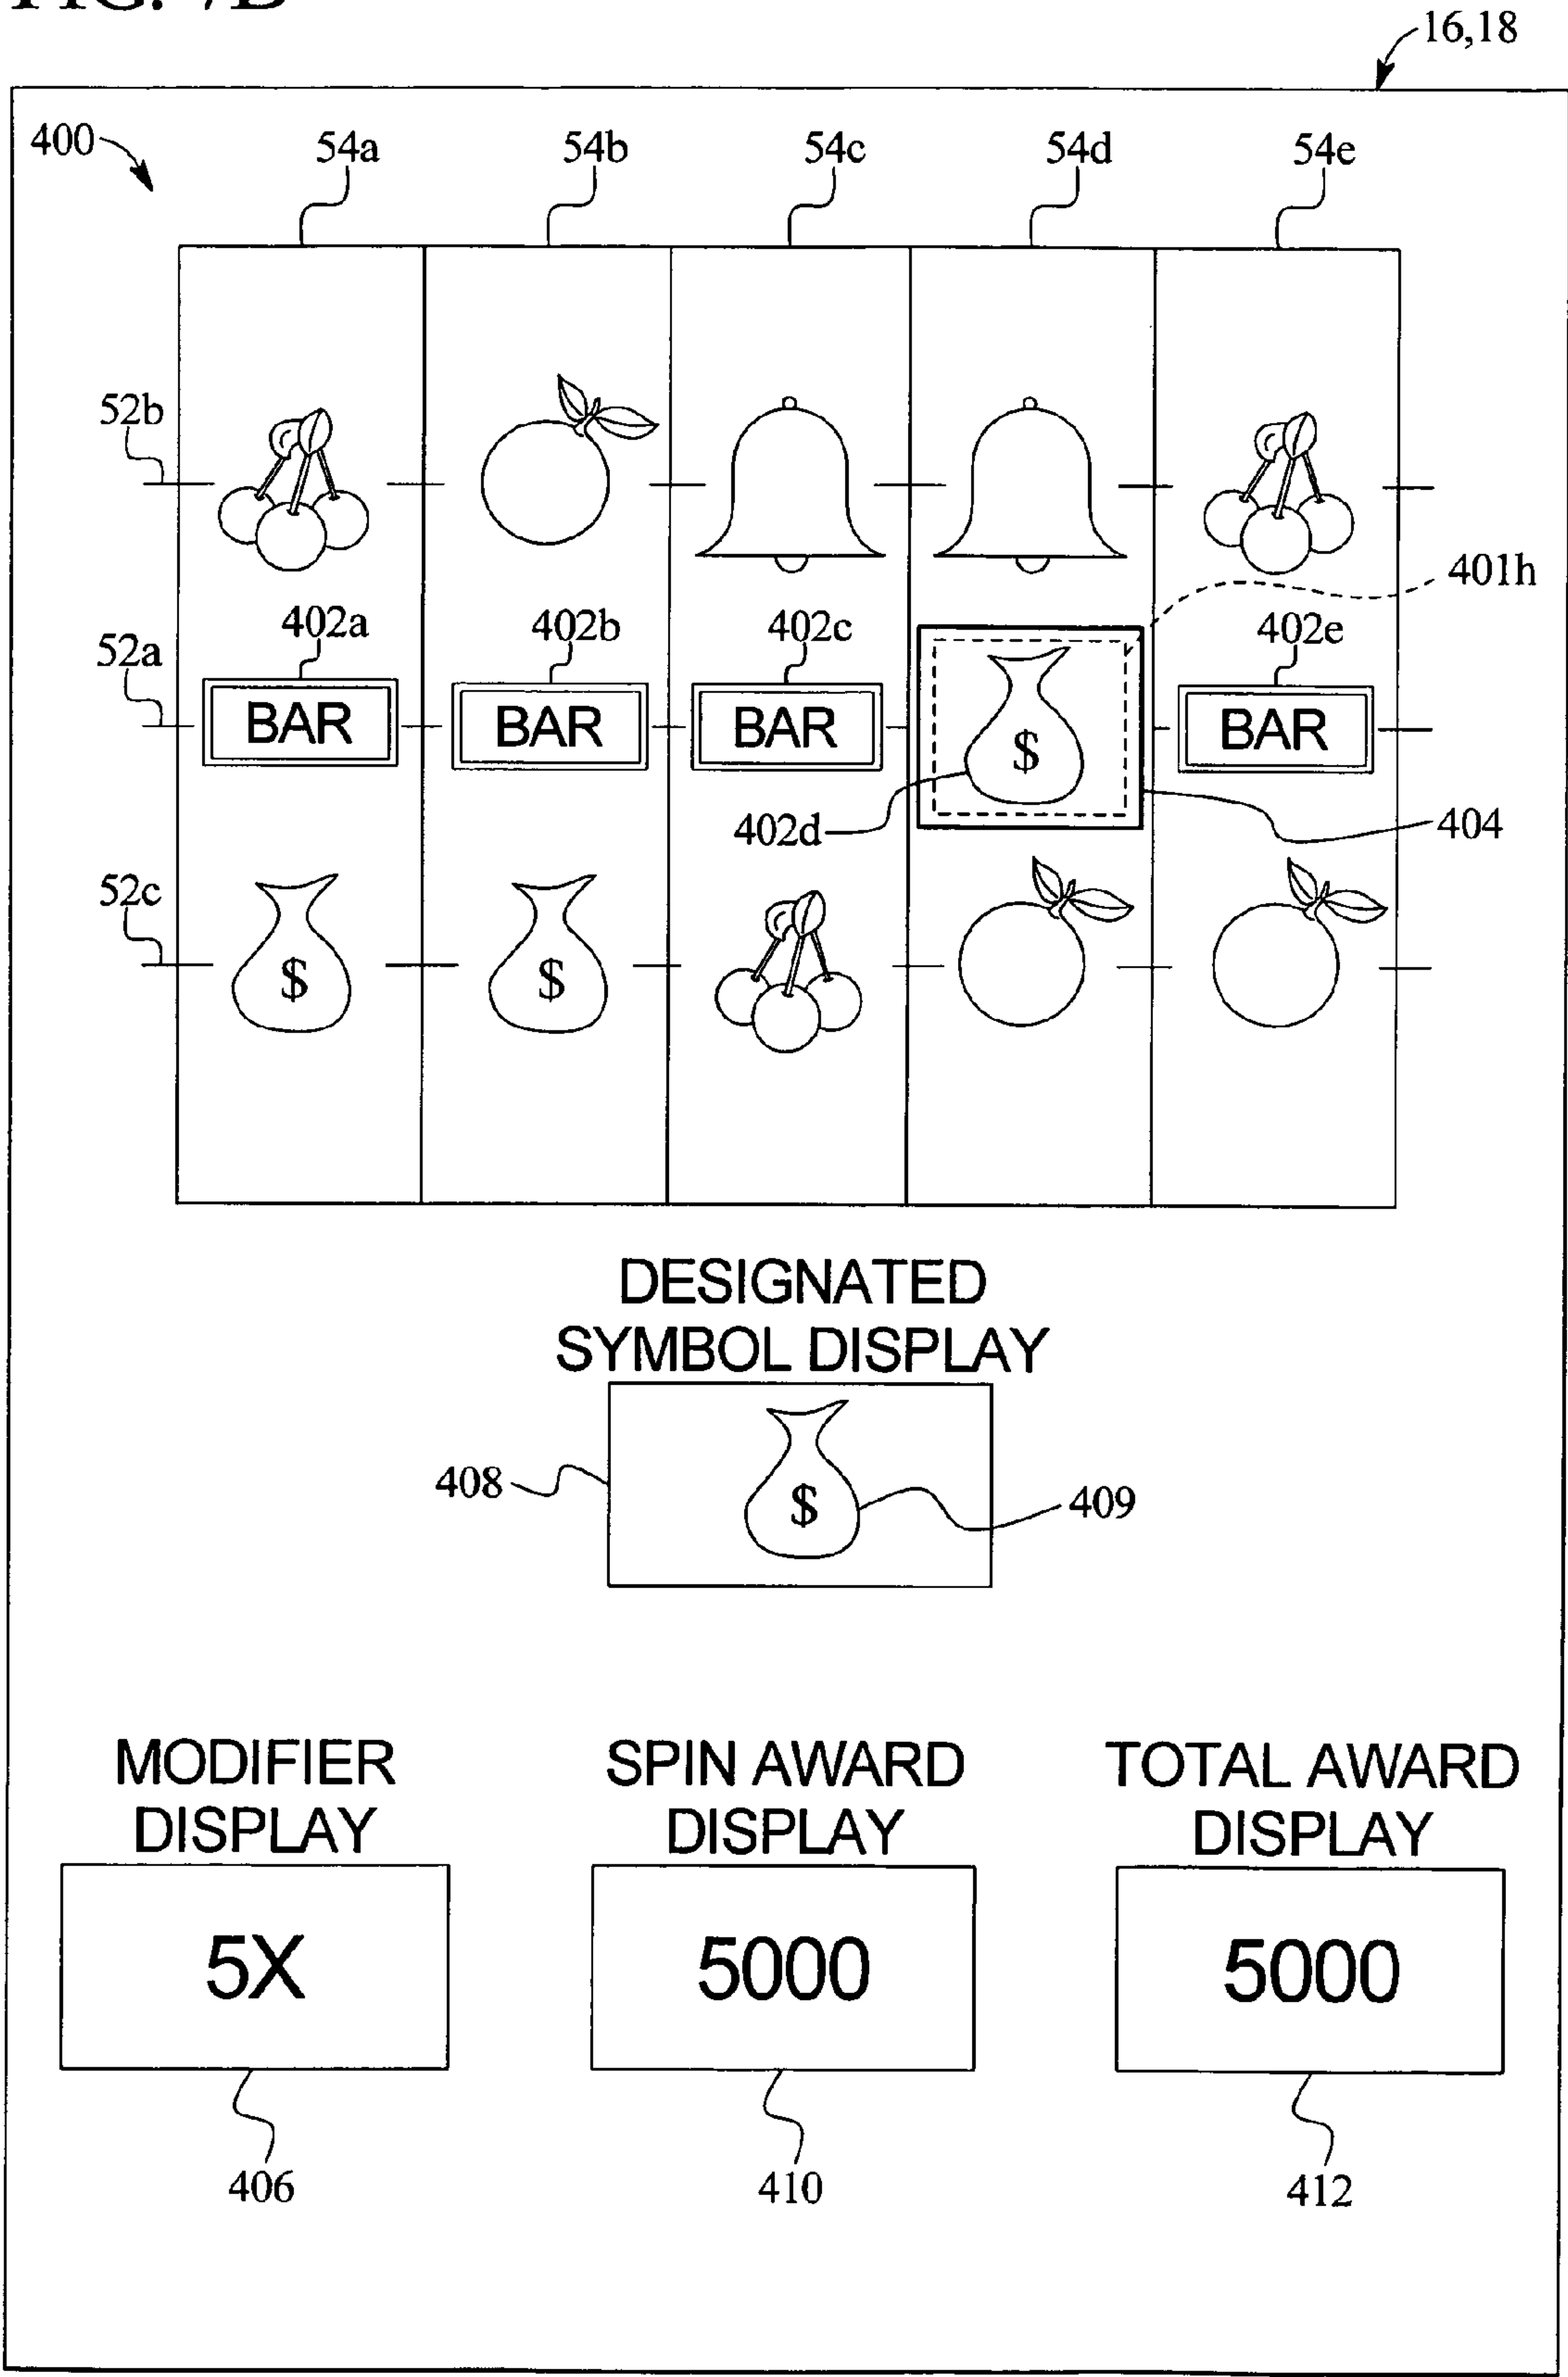 16,18
400
54a 54b 54c 54d 54e
52b
401h
402a 402b 402c 402e
52a
BAR BAR BAR $ BAR
402d 404
52c
$ $
DESIGNATED
SYMBOL DISPLAY
408 $ 409
MODIFIER SPIN AWARD TOTAL AWARD
DISPLAY DISPLAY DISPLAY
5X 5000 5000
406 410 412